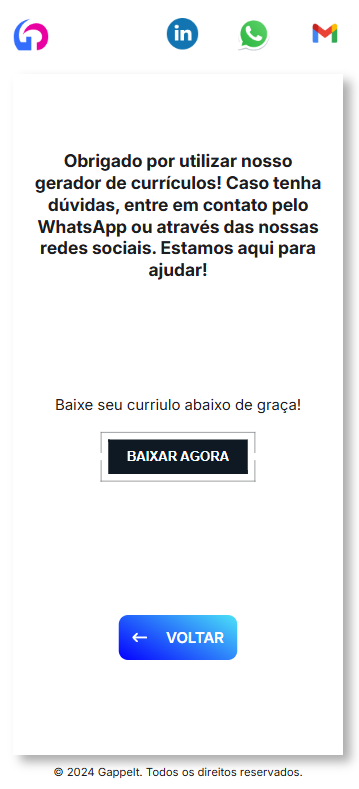 in
Obrigado por utilizar nosso
gerador de currículos! Caso tenha
dúvidas, entre em contato pelo
WhatsApp ou através das nossas
redes sociais. Estamos aqui para
ajudar!
Baixe seu curriulo abaixo de graça!
BAIXAR AGORA
← VOLTAR
© 2024 Gappelt. Todos os direitos reservados.